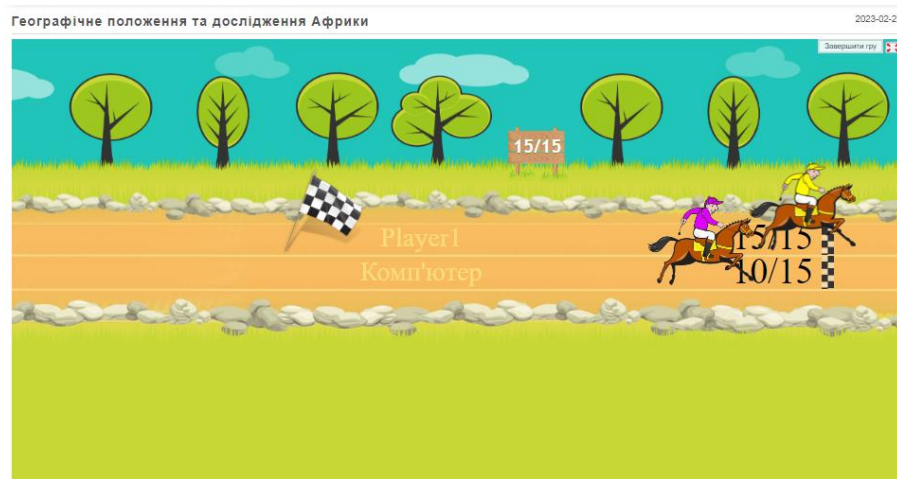 Географічне положення та дослідження Африки
2023-02-2
Завершити гру
15/15
Player1
15/15
Комп'ютер
10/15